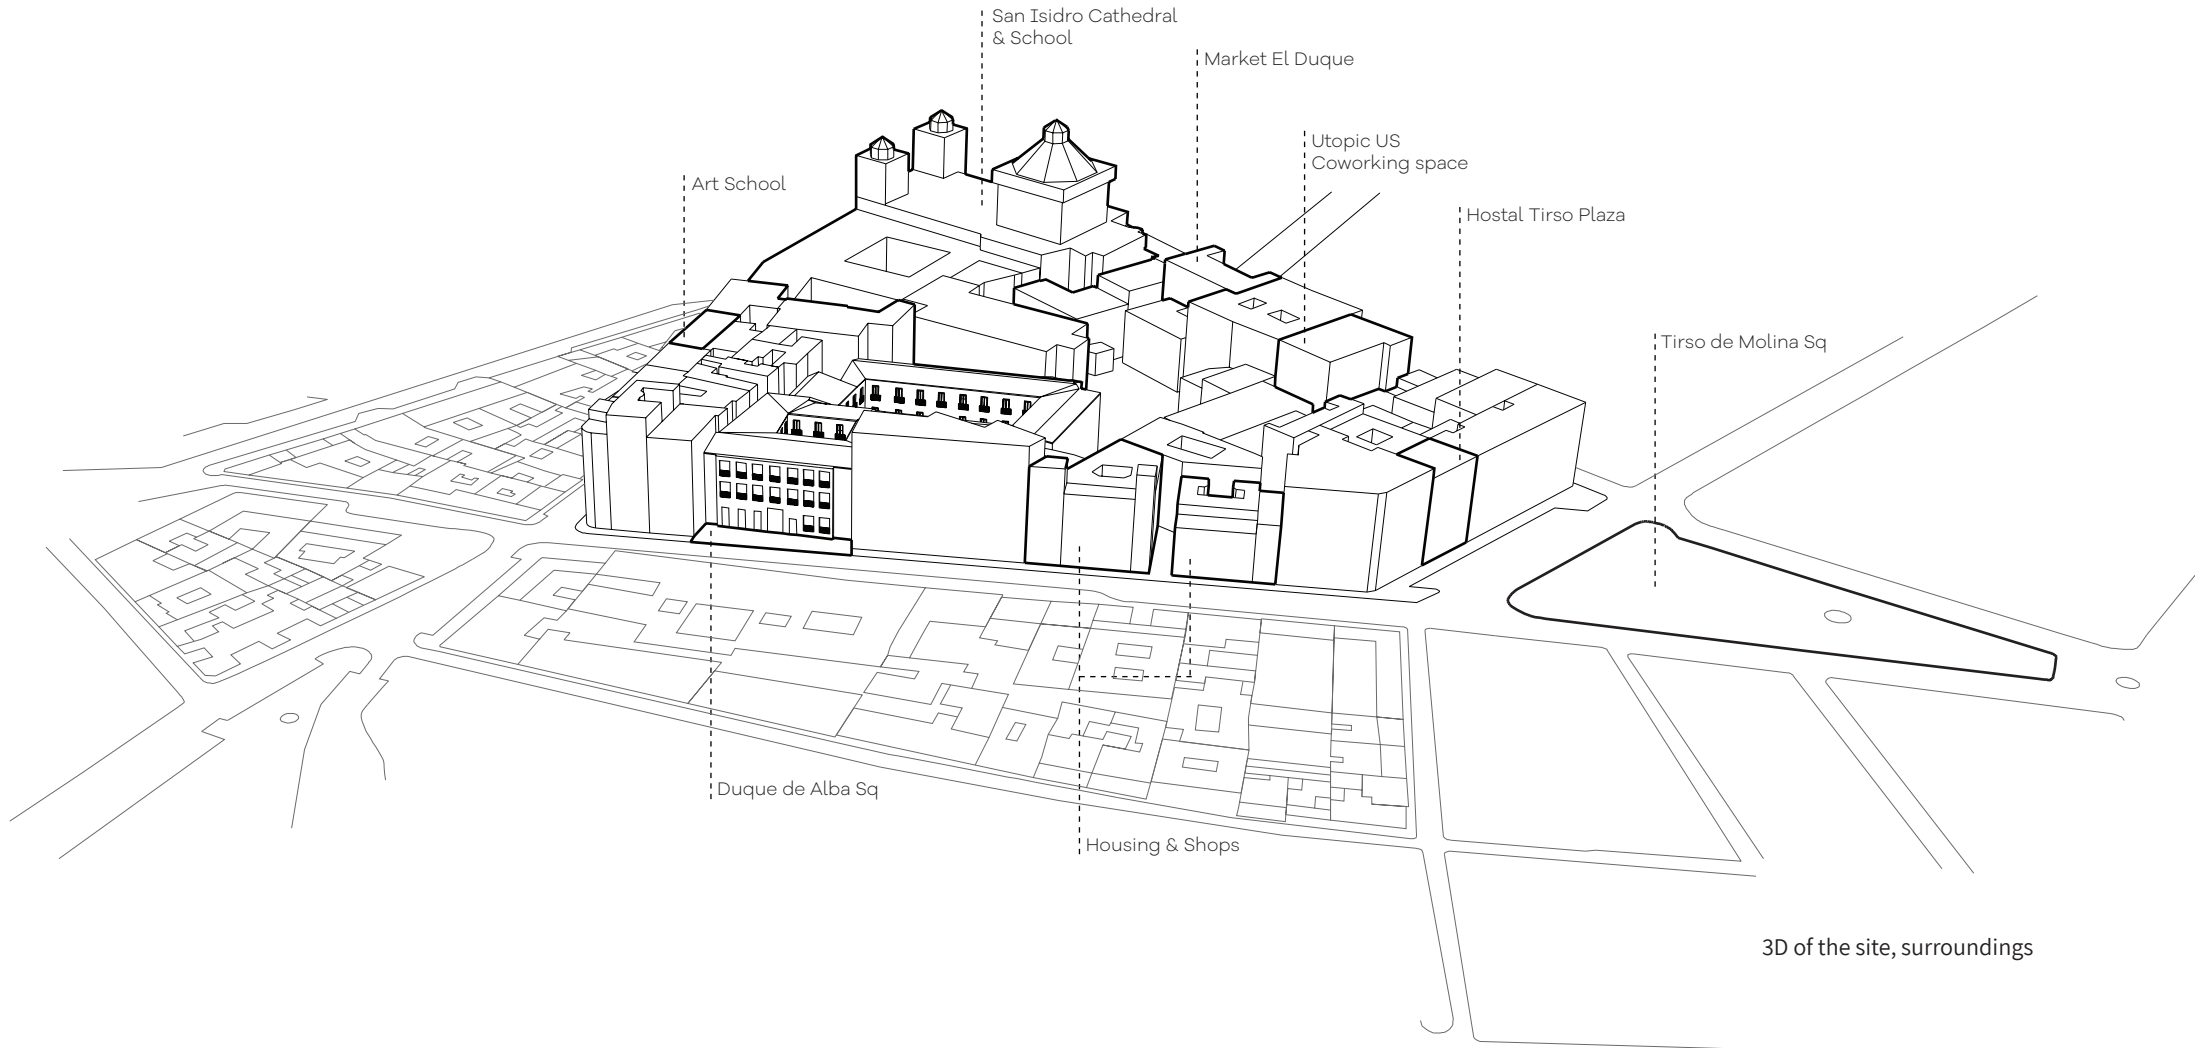 San Isidro Cathedral
& School
Market El Duque
Utopic US
Coworking space
Art School
Hostal Tirso Plaza
Tirso de Molina Sq
Duque de Alba Sq
Housing & Shops
3D of the site, surroundings